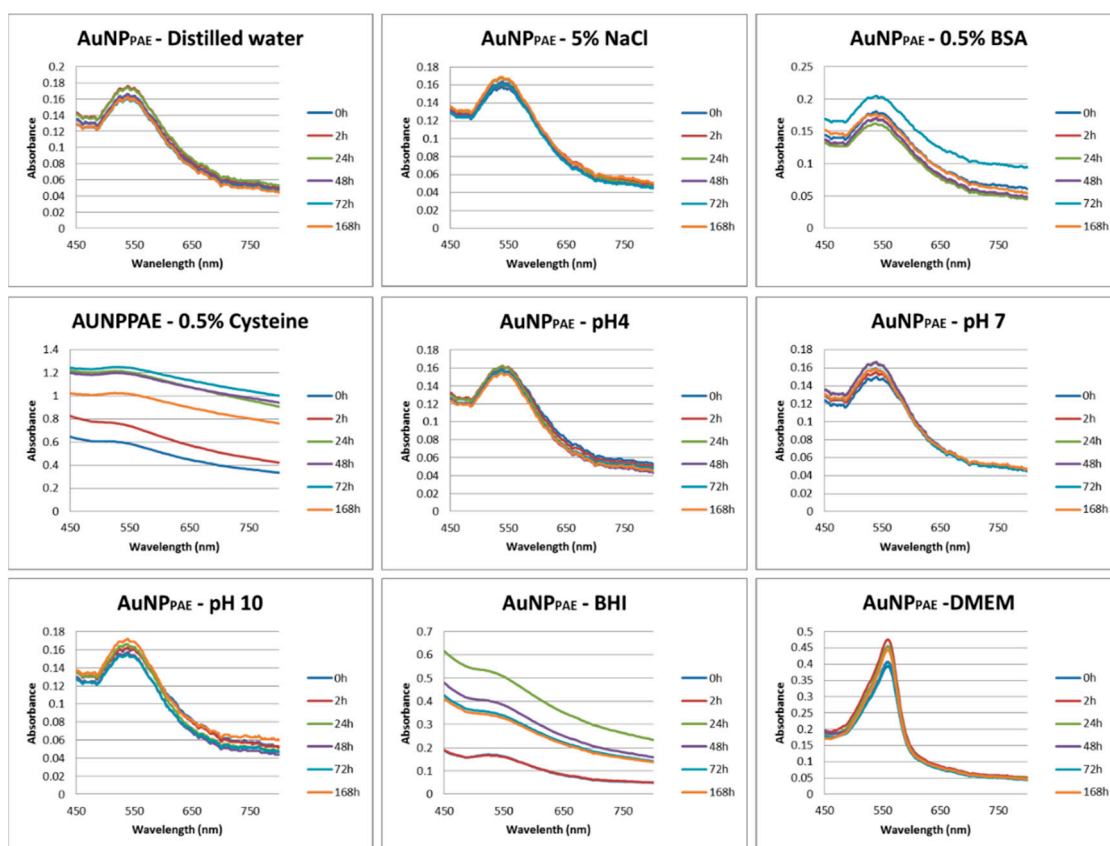 AuNPPAE - Distilled water
0.2
0.18
0.16
0.14
0.12
0.1
0.08
0.06
0.04
0.02
0
Absorbance
450 550 650 750
Wanelength (nm)
0h
2h
24h
48h
72h
168h
AuNPPAE - 5% NaCl
0.18
0.16
0.14
0.12
0.1
0.08
0.06
0.04
0.02
0
Absorbance
450 550 650 750
Wavelength (nm)
0h
2h
24h
48h
72h
168h
AuNPPAE - 0.5% BSA
0.25
0.2
0.15
0.1
0.05
0
Absorbance
450 550 650 750
Wavelength (nm)
0h
2h
24h
48h
72h
168h
AUNPPAE - 0.5% Cysteine
1.4
1.2
1
0.8
0.6
0.4
0.2
0
Absorbance
450 550 650 750
Wavelength (nm)
0h
2h
24h
48h
72h
168h
AuNPPAE - pH4
0.18
0.16
0.14
0.12
0.1
0.08
0.06
0.04
0.02
0
Absorbance
450 550 650 750
Wavelength (nm)
0h
2h
24h
48h
72h
168h
AuNPPAE - pH 7
0.18
0.16
0.14
0.12
0.1
0.08
0.06
0.04
0.02
0
Absorbance
450 550 650 750
Wavelength (nm)
0h
2h
24h
48h
72h
168h
AuNPPAE - pH 10
0.18
0.16
0.14
0.12
0.1
0.08
0.06
0.04
0.02
0
Absorbance
450 550 650 750
Wavelength (nm)
0h
2h
24h
48h
72h
168h
AuNPPAE - BHI
0.7
0.6
0.5
0.4
0.3
0.2
0.1
0
Absorbance
450 550 650 750
Wavelength (nm)
0h
2h
24h
48h
72h
168h
AuNPPAE -DMEM
0.5
0.45
0.4
0.35
0.3
0.25
0.2
0.15
0.1
0.05
0
Absorbance
450 550 650 750
Wavelength (nm)
0h
2h
24h
48h
72h
168h